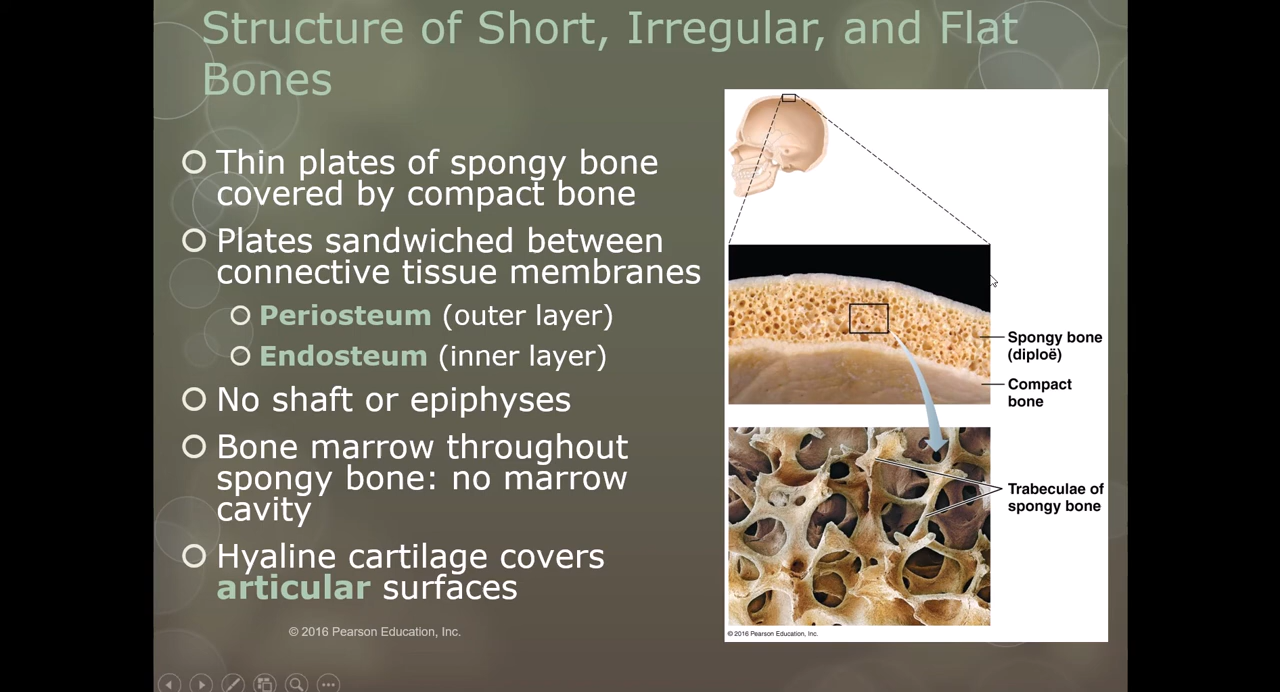 Structure of Short, Irregular, and Flat
Bones
Thin plates of spongy bone
covered by compact bone
Plates sandwiched between
connective tissue membranes
Periosteum (outer layer)
Endosteum (inner layer)
No shaft or epiphyses
Bone marrow throughout
spongy bone: no marrow
cavity
Hyaline cartilage covers
articular surfaces
© 2016 Pearson Education, Inc.
Spongy bone
(diploë)
Compact
bone
Trabeculae of
spongy bone
© 2016 Pearson Education, Inc.